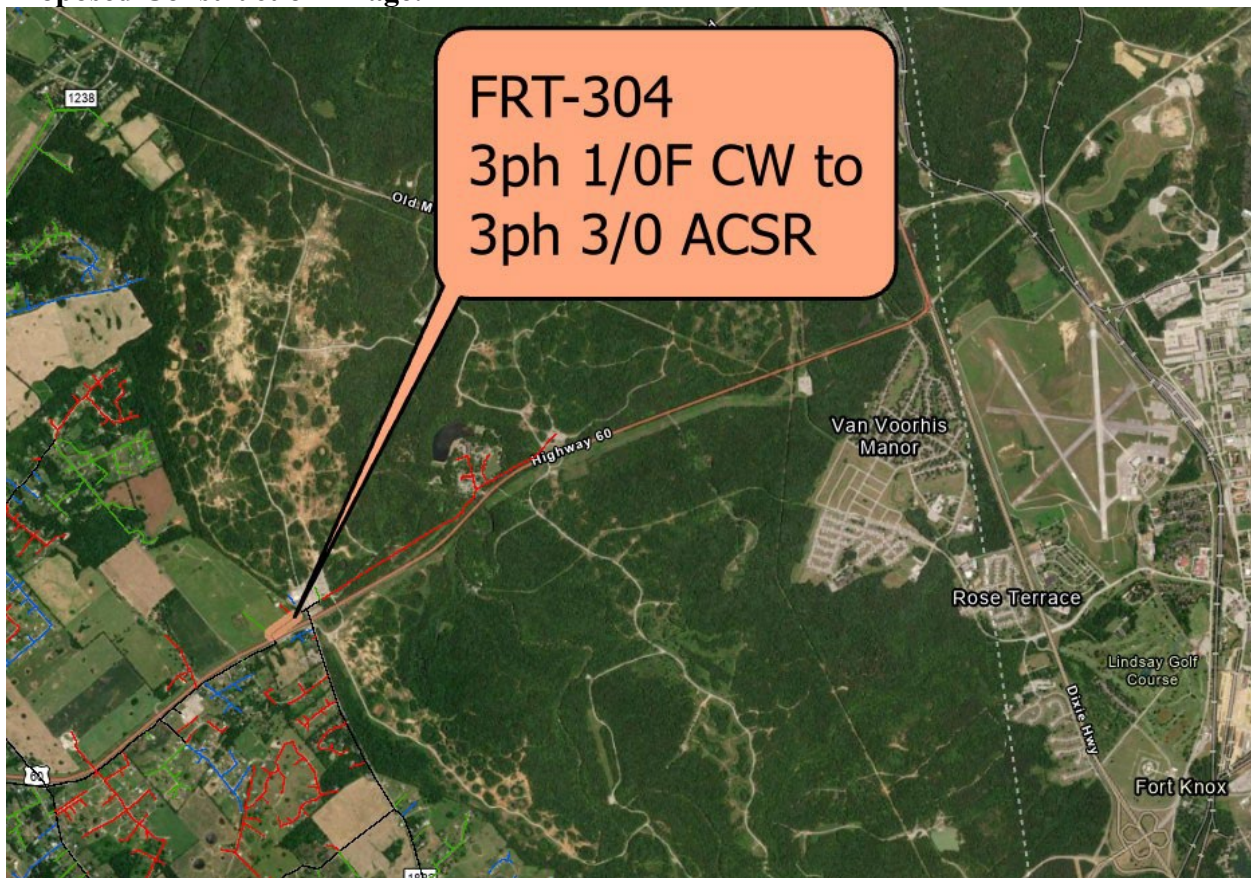 1238
FRT-304
3ph 1/0F CW to
3ph 3/0 ACSR
Highway 60
Van Voorhis
Manor
Rose Terrace
Lindsay Golf
Course
Dixie Hwy
60
Fort Knox